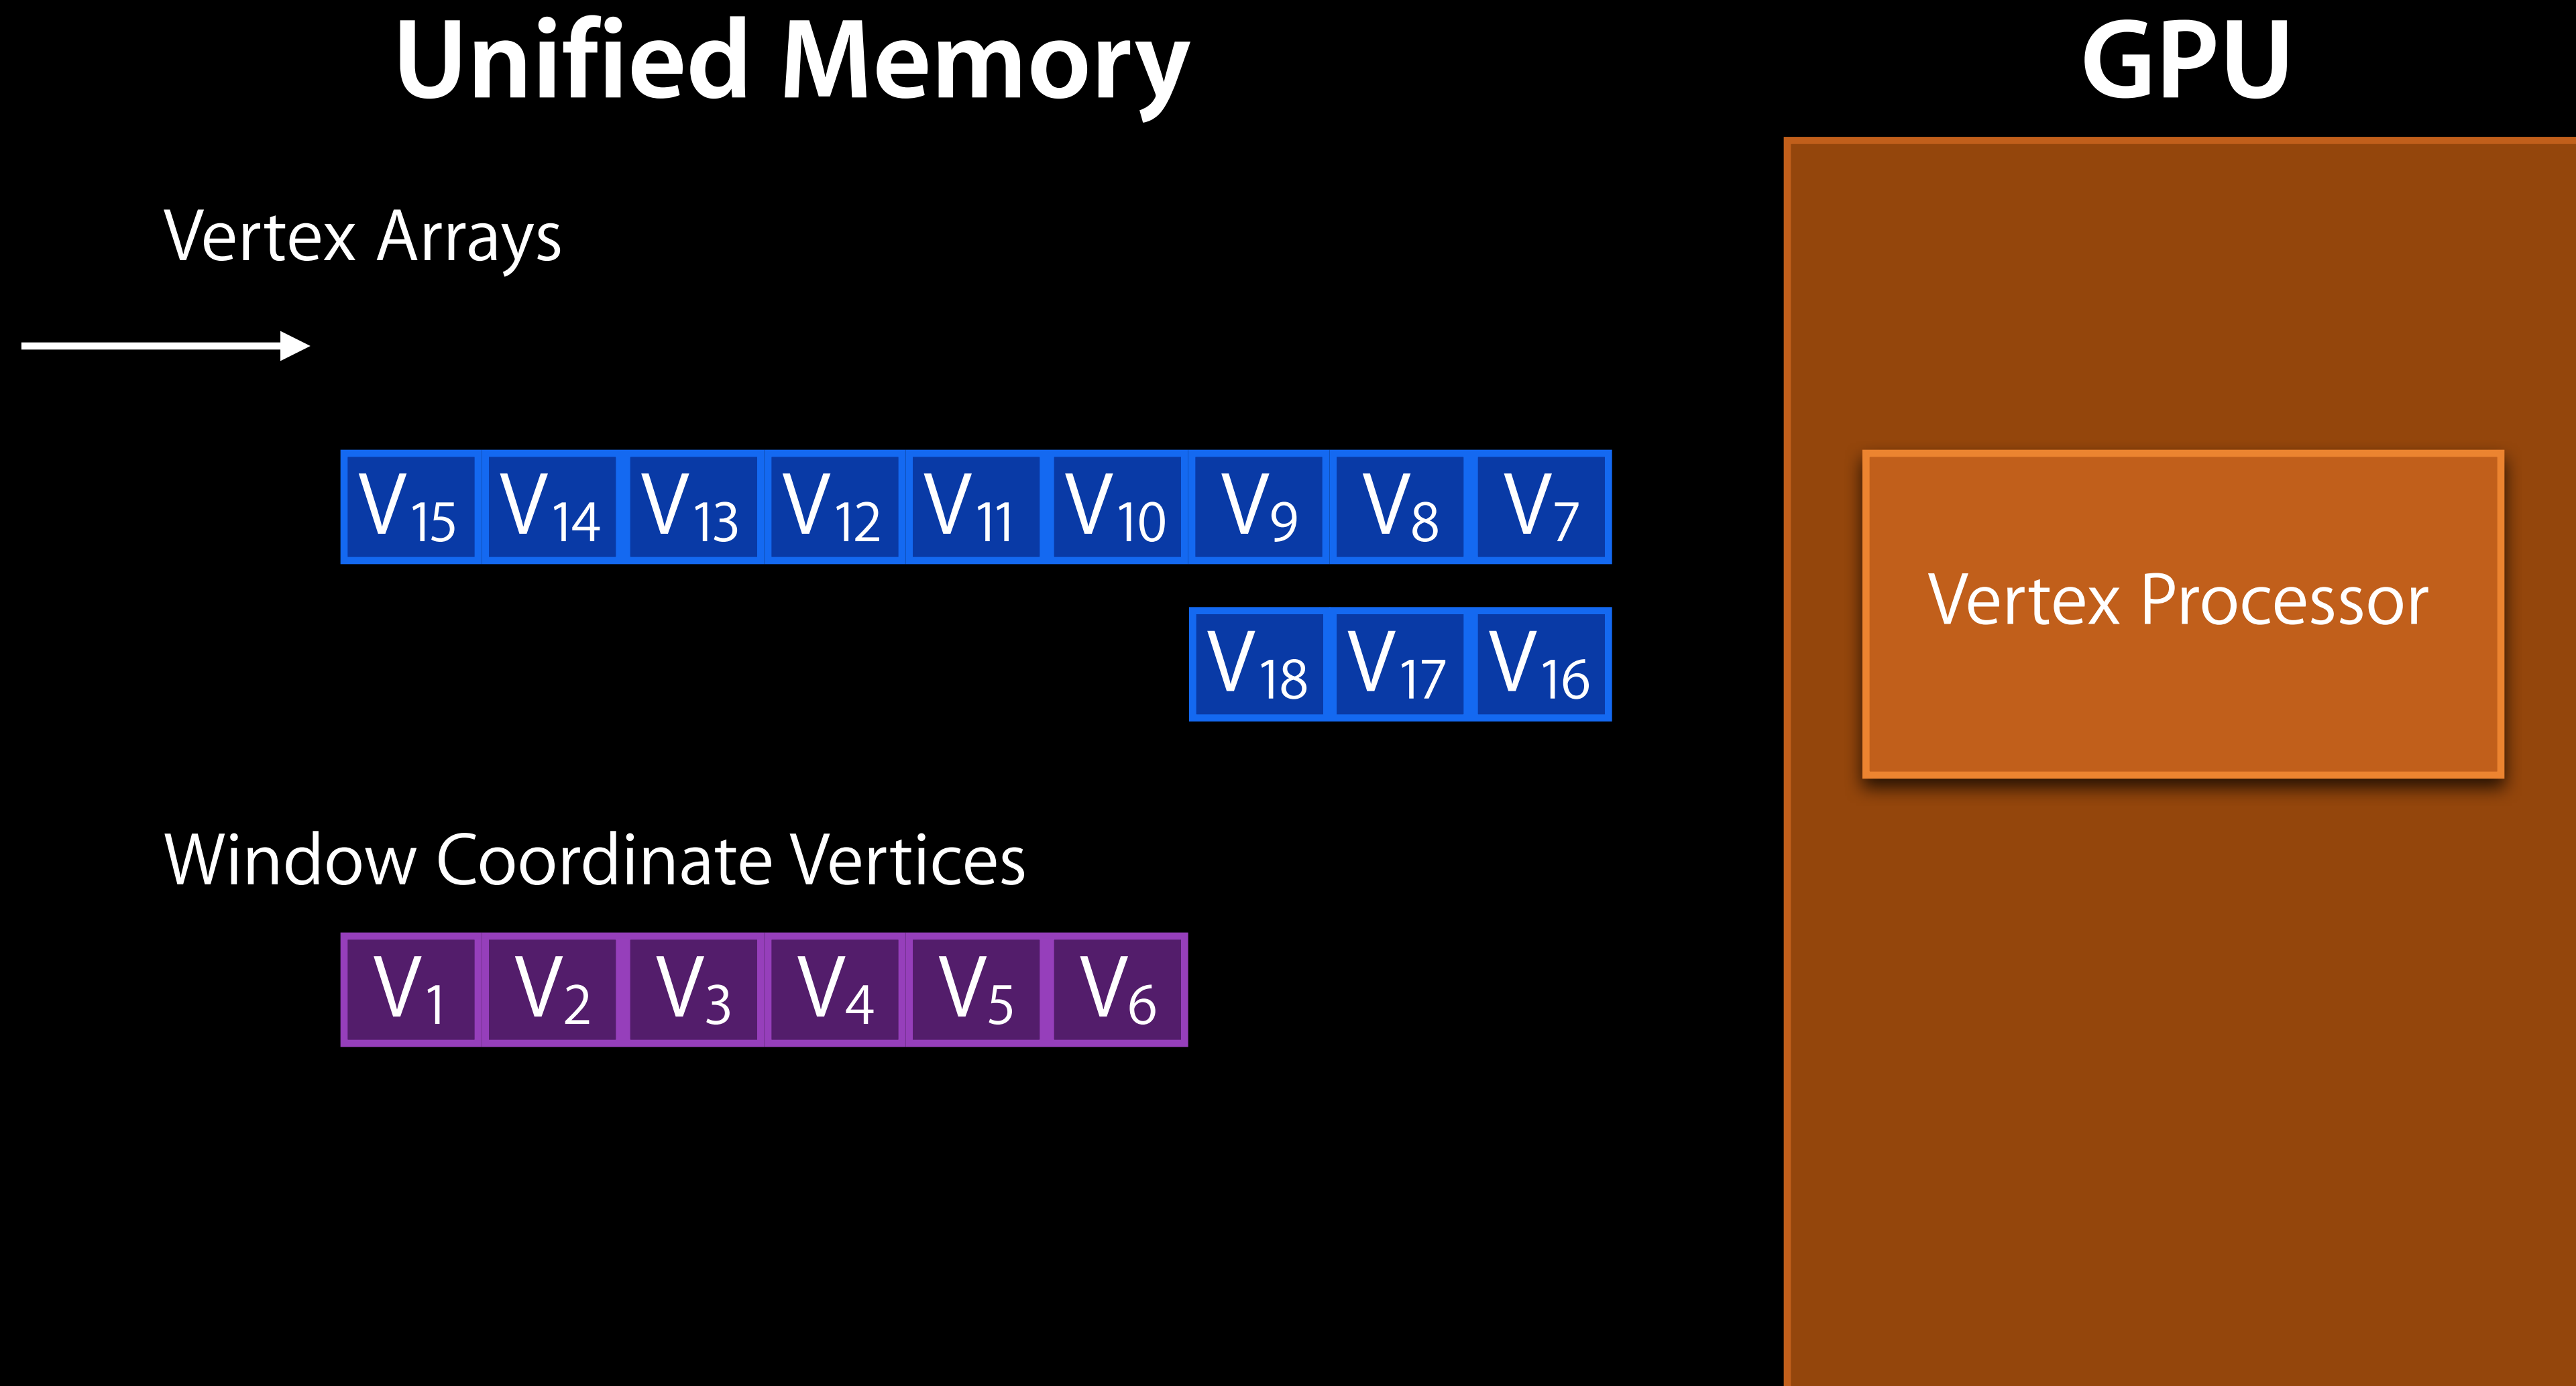 Unified Memory
GPU
Vertex Arrays
V15 V14 V13 V12 V11 V10 V9 V8 V7
V18 V17 V16
Vertex Processor
Window Coordinate Vertices
V1 V2 V3 V4 V5 V6